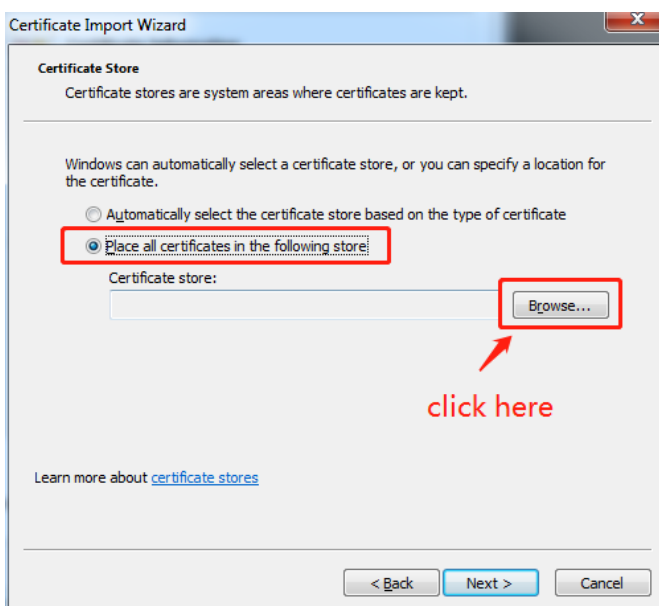 Certificate Import Wizard
Certificate Store
Certificate stores are system areas where certificates are kept.
Windows can automatically select a certificate store, or you can specify a location for
the certificate.
Automatically select the certificate store based on the type of certificate
Place all certificates in the following store
Certificate store:
Browse...
click here
Learn more about certificate stores
< Back
Next >
Cancel